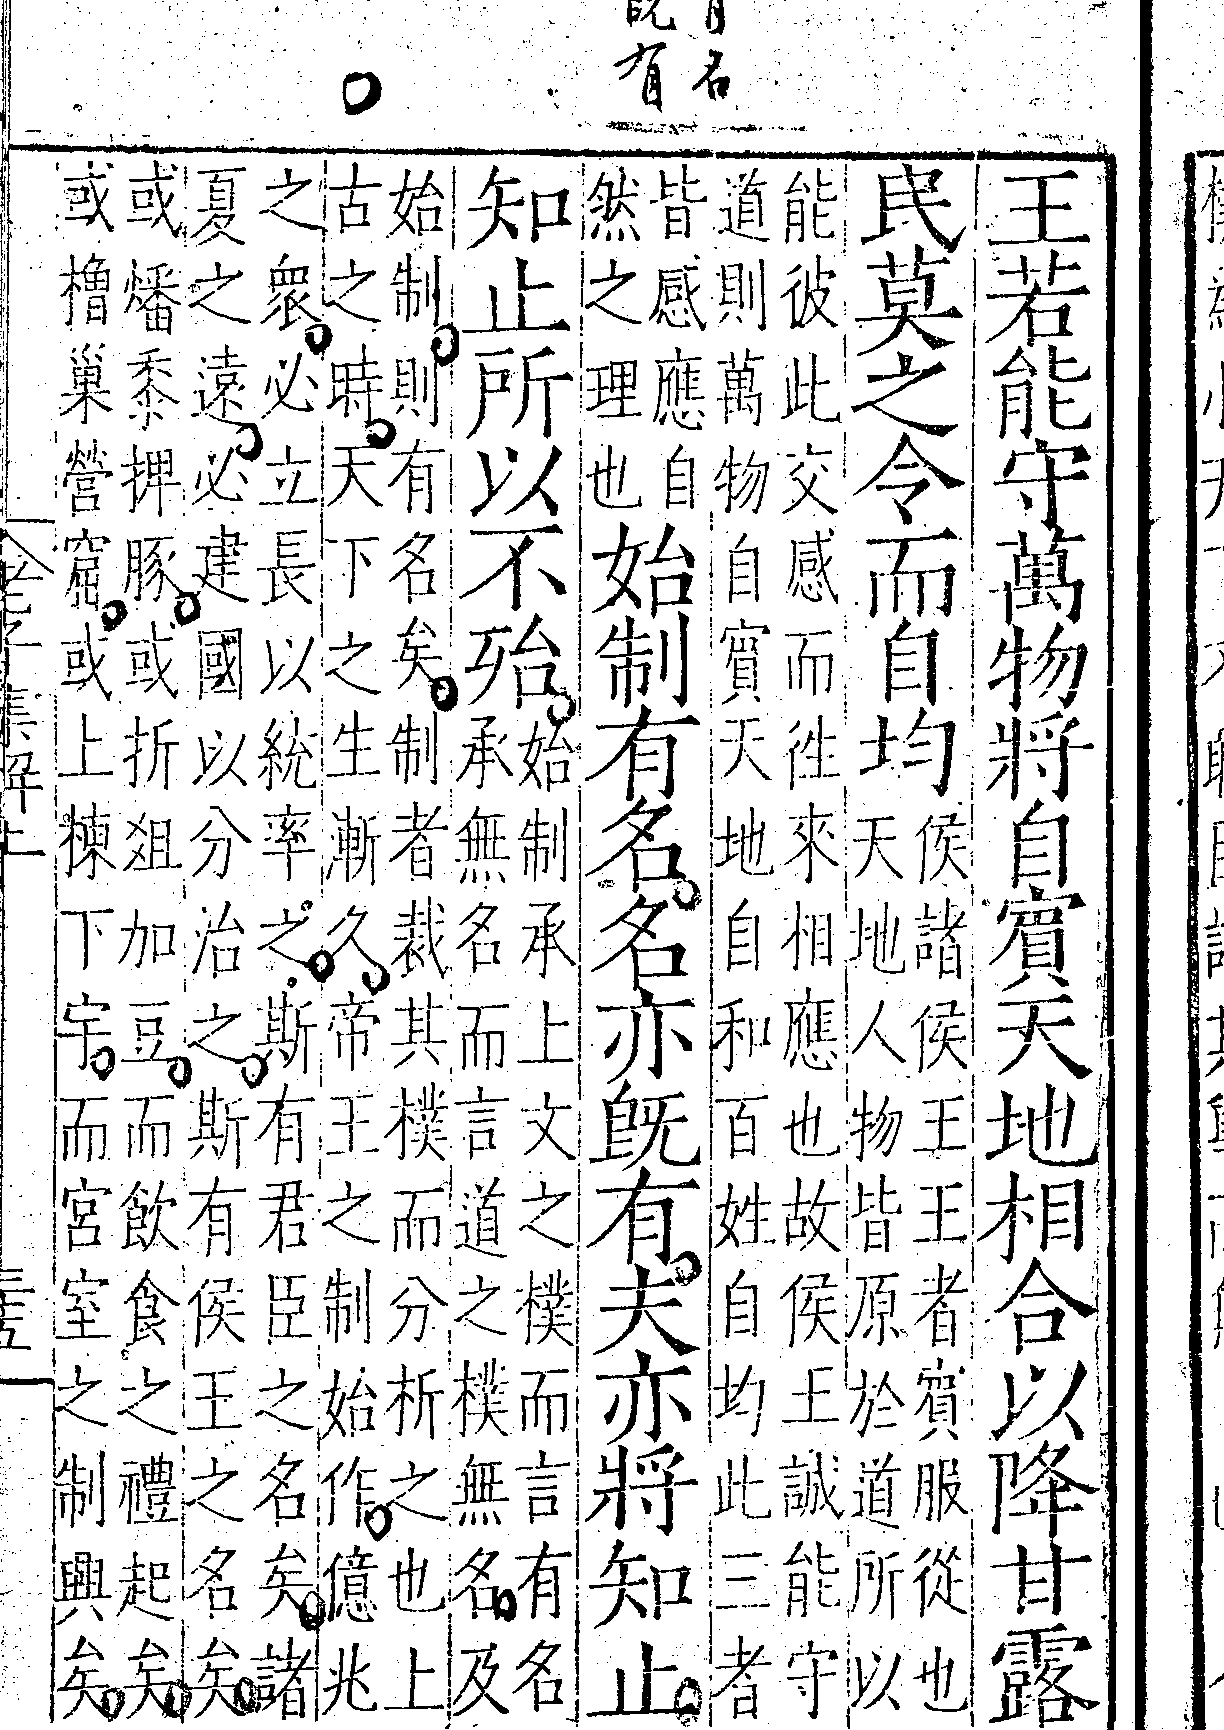 有名
既有
王若能守萬物將自賓天地相合以降甘露
民莫之令而自均
侯諸侯王王者賓服從也
天地人物皆原於道所以
能彼此交感而徃來相應也故侯王誠能守
道則萬物自賓天地自和百姓自均此三者
皆感應自
然之理也
始制有名名亦既有夫亦將知止
知止所以不殆
始制承上文之樸而言有名
承無名而言道之樸無名及
始制則有名矣制者裁其樸而分析之也上
古之時天下之生漸久帝王之制始作億兆
之衆必立長以統率之斯有君臣之名矣諸
夏之遠必建國以分治之斯有侯王之名矣
或燔黍捭豚或折俎加豆而飲食之禮起矣
或橧巢營窟或上棟下宇而宮室之制興矣
老子集解上
三五